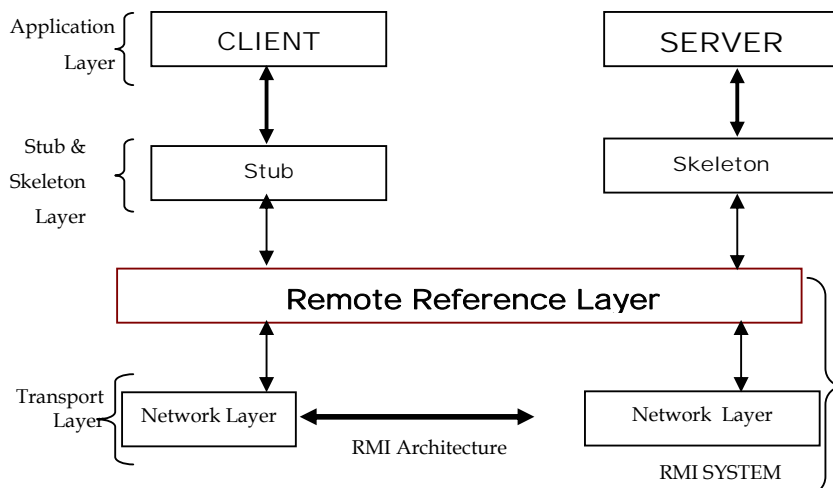 Application
Layer
CLIENT
SERVER
Stub &
Skeleton
Layer
Stub
Skeleton
Remote Reference Layer
Transport
Layer
Network Layer
Network Layer
RMI Architecture
RMI SYSTEM